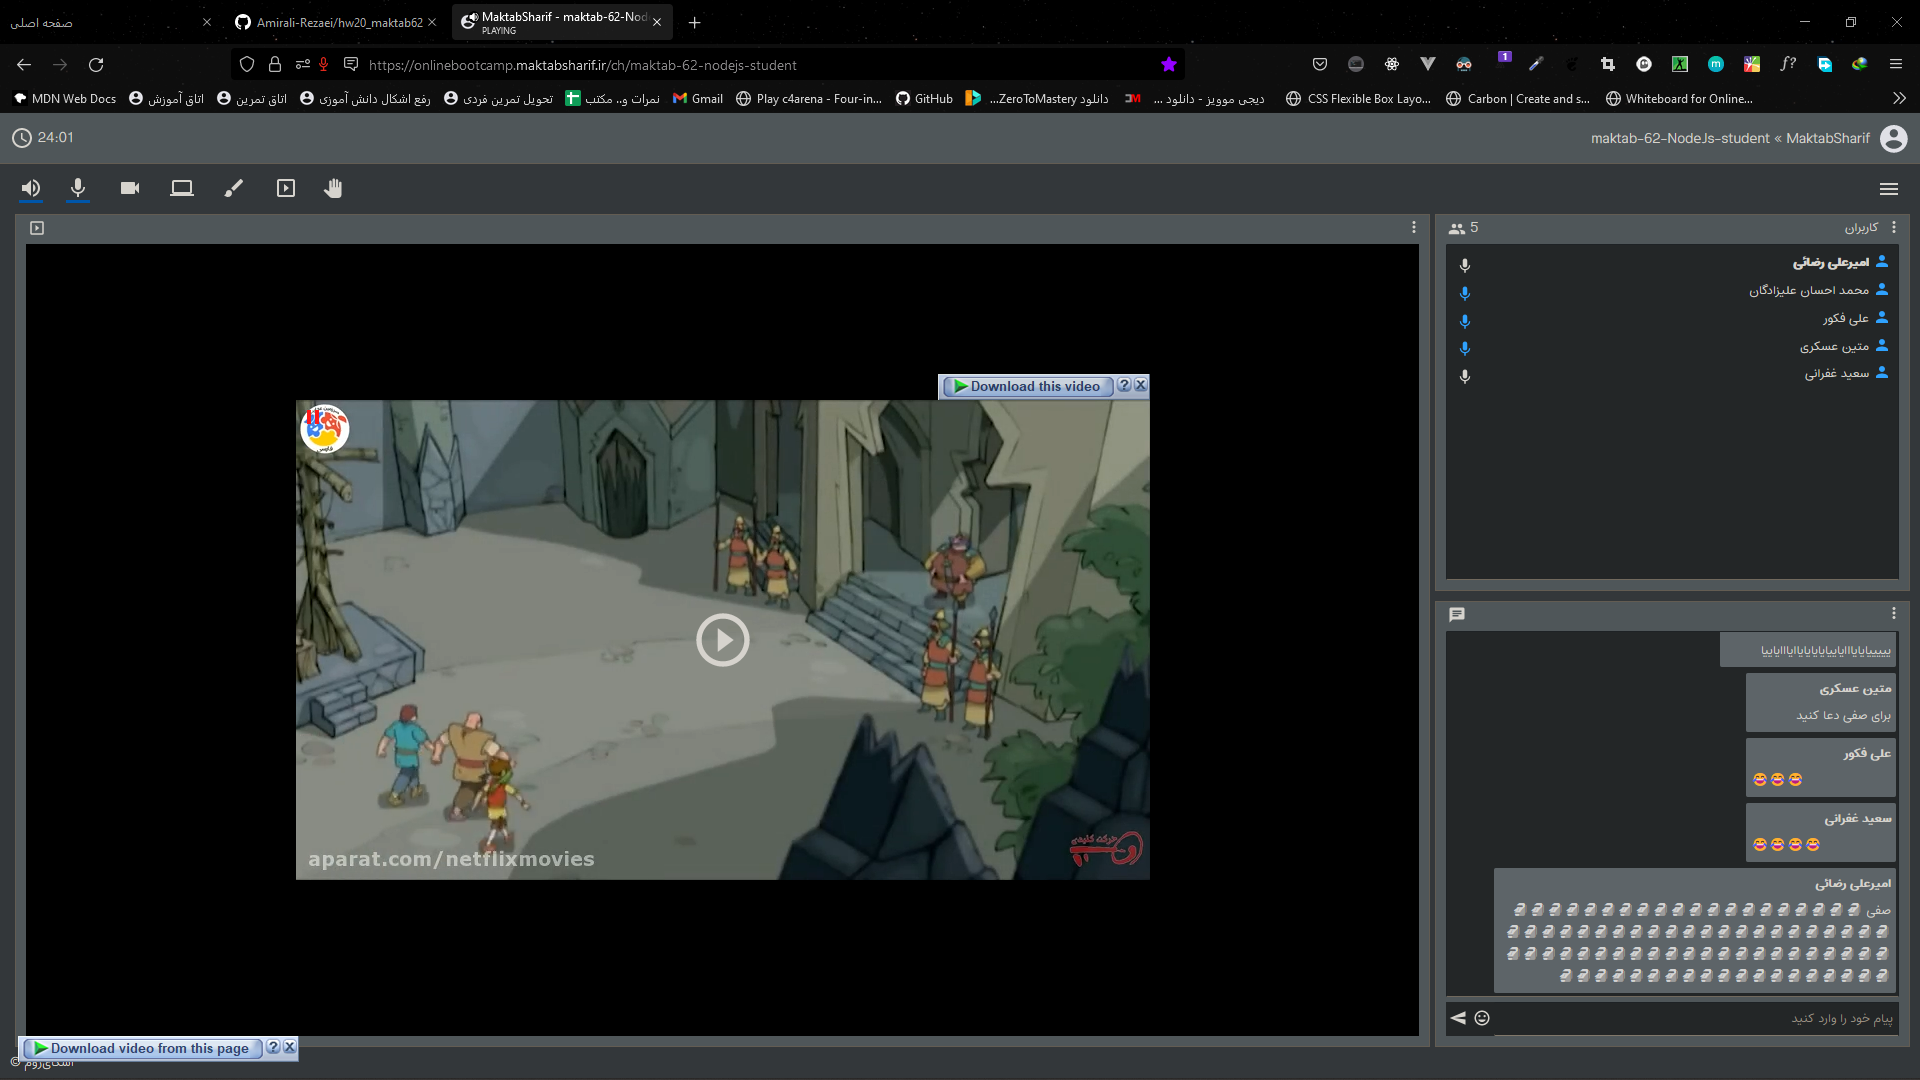 صفحه اصلی
Amirali-Rezaei/hw20_maktab62
MaktabSharif - maktab-62-Nod
PLAYING
https://onlinebootcamp.maktabsharif.ir/ch/maktab-62-nodejs-student
1
MDN Web Docs
اتاق آموزش
اتاق تمرین
رفع اشکال دانش آموزی
تحویل تمرین فردی
نمرات و.. مکتب
Gmail
Play c4arena - Four-in...
GitHub
دانلود ZeroToMastery...
دیجی موویز - دانلود ...
CSS Flexible Box Layo...
Carbon | Create and s...
Whiteboard for Online...
24:01
maktab-62-NodeJs-student « MaktabSharif
5
کاربران
امیرعلی رضائی
محمد احسان علیزادگان
علی فکور
متین عسکری
سعید غفرانی
Download this video
aparat.com/netflixmovies
متین عسکری
برای صفی دعا کنید
علی فکور
😂😂😂
سعید غفرانی
😂😂😂😂
امیرعلی رضائی
صفی
پیام خود را وارد کنید
Download video from this page
© اسکای‌روم